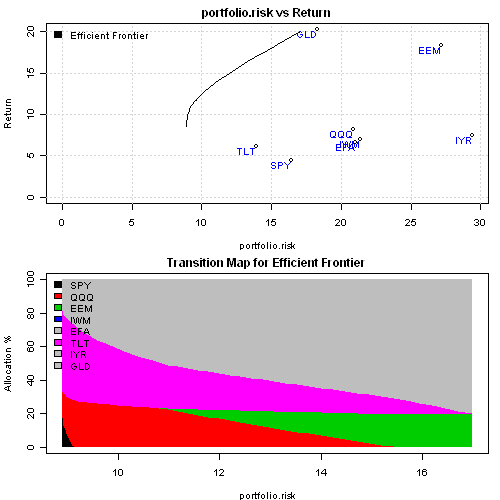 portfolio.risk vs Return
Efficient Frontier
Return
20
15
10
5
0
GLD
EEM
QQQ
IWM
EFA
IYR
TLT
SPY
0 5 10 15 20 25 30
portfolio.risk
Transition Map for Efficient Frontier
Allocation %
100
80
60
40
20
0
SPY
QQQ
EEM
IWM
EFA
TLT
IYR
GLD
10 12 14 16
portfolio.risk